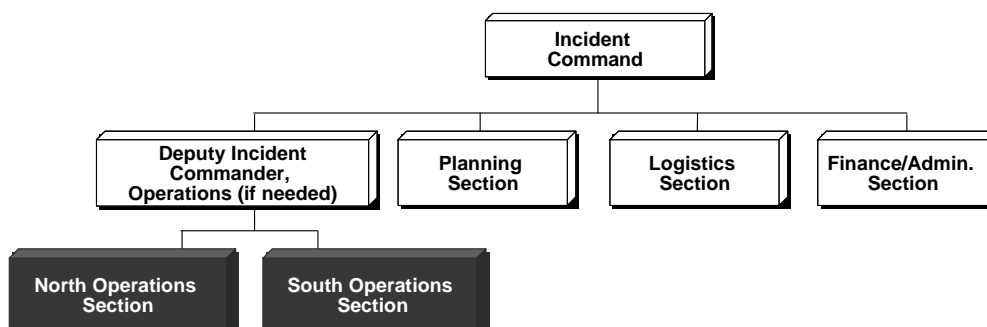 Incident
Command
Deputy Incident
Commander,
Operations (if needed)
Planning
Section
Logistics
Section
Finance/Admin.
Section
North Operations
Section
South Operations
Section